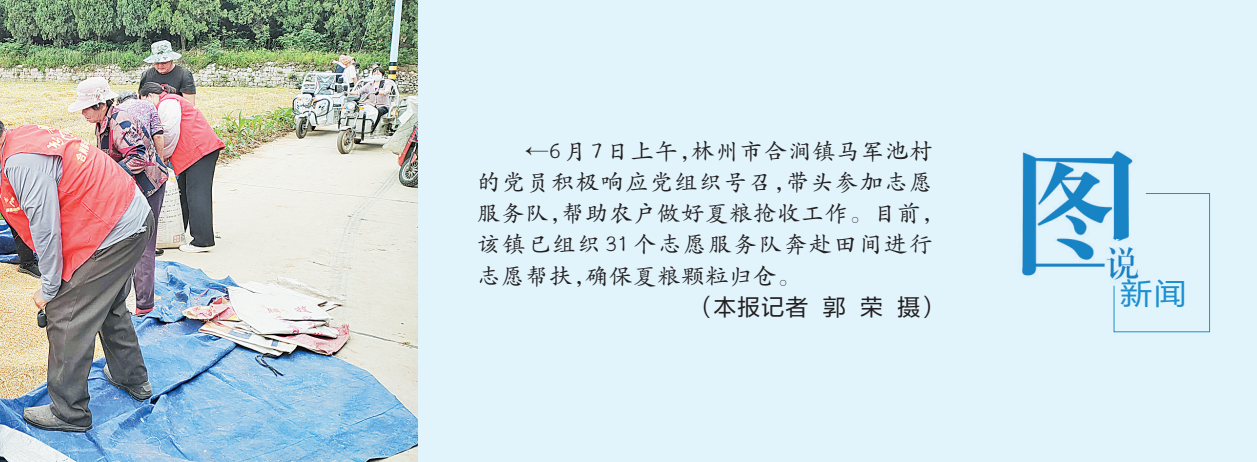 ←6月7日上午,林州市合涧镇马军池村
的党员积极响应党组织号召,带头参加志愿
服务队,帮助农户做好夏粮抢收工作。目前,
该镇已组织31个志愿服务队奔赴田间进行
志愿帮扶,确保夏粮颗粒归仓。
(本报记者 郭 荣 摄)
图
说
新闻